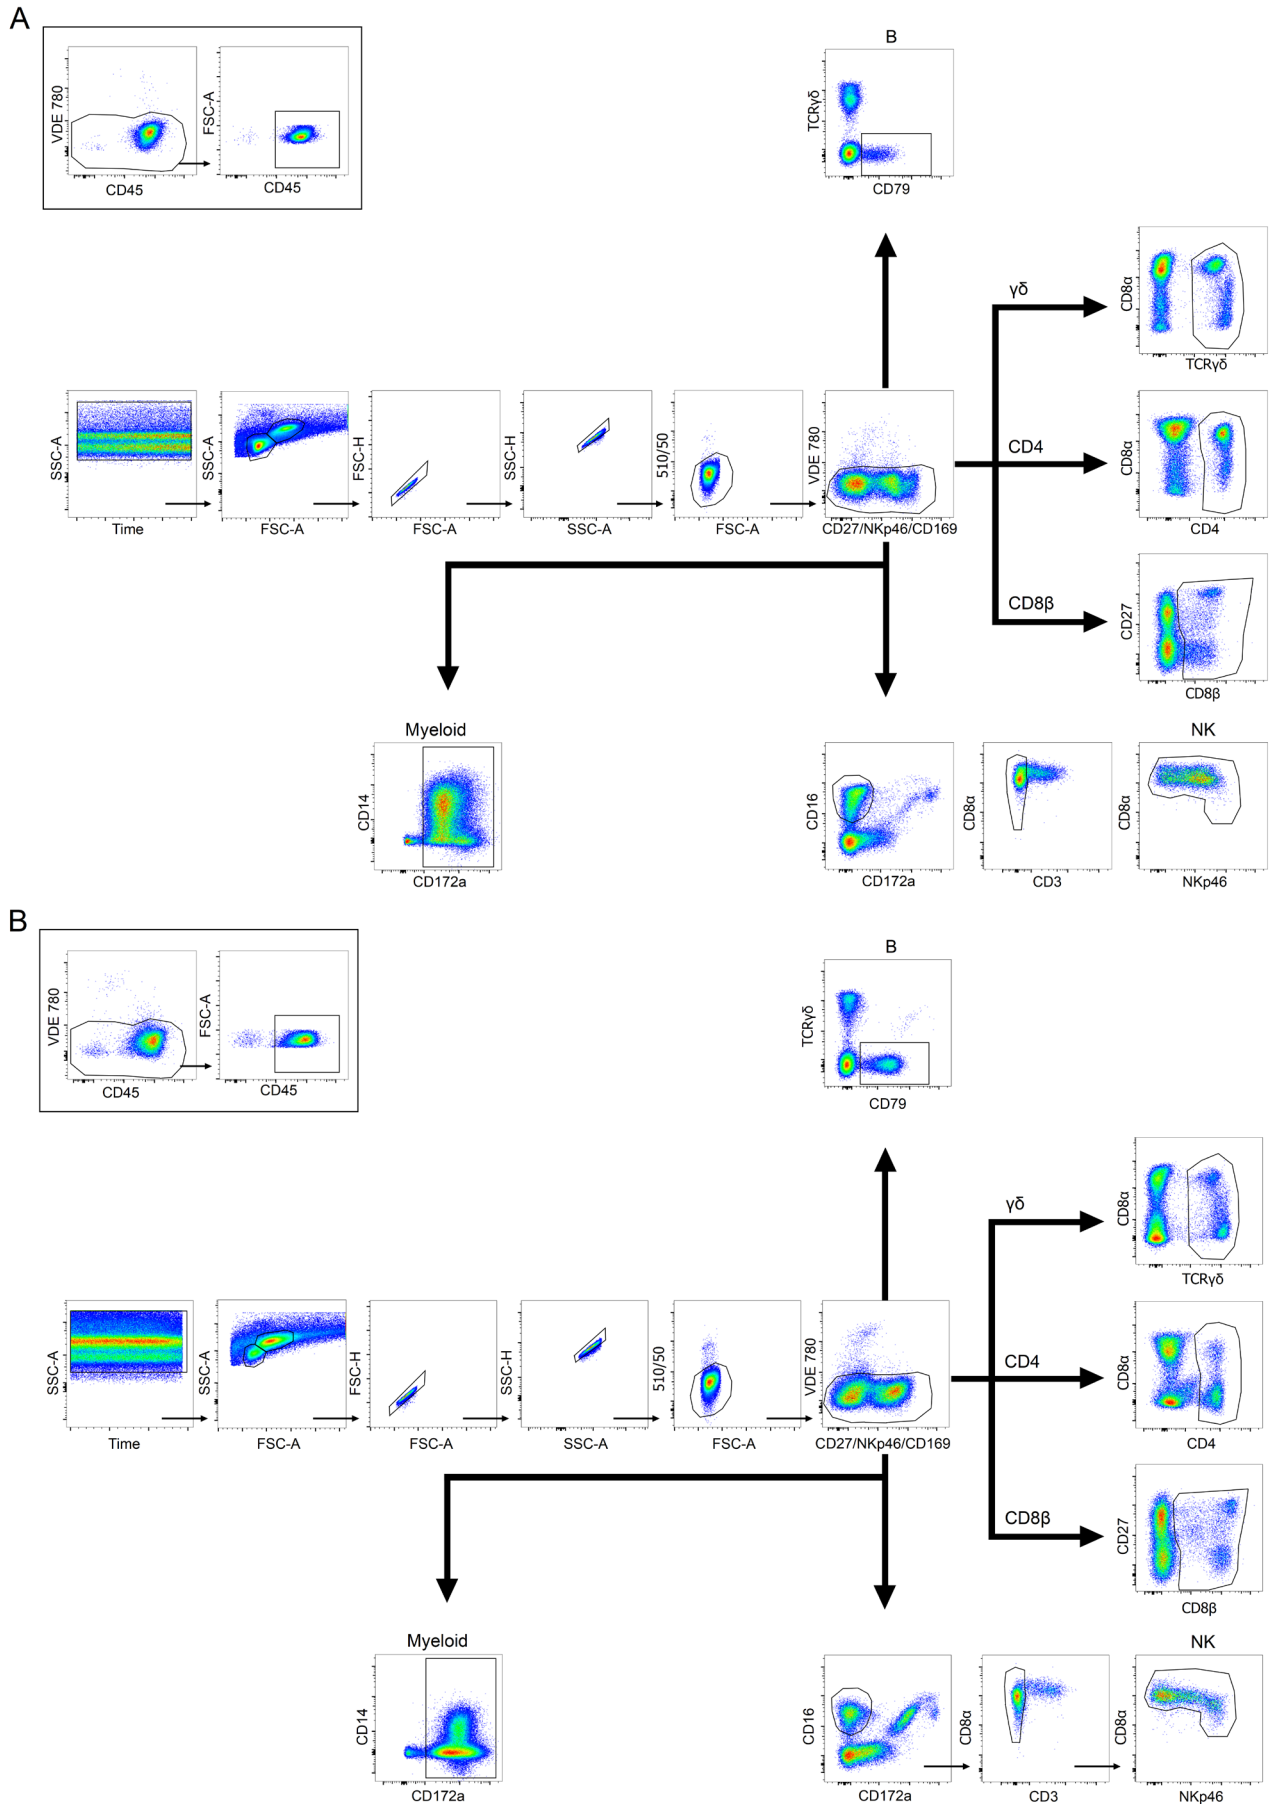 A
VDE 780
CD45
FSC-A
CD45
B
TCRγδ
CD79
γδ
CD8α
TCRγδ
SSC-A
Time
SSC-A
FSC-A
FSC-H
FSC-A
SSC-H
SSC-A
510/50
FSC-A
VDE 780
CD27/NKp46/CD169
CD4
CD8α
CD4
CD8β
CD27
CD8β
Myeloid
CD14
CD172a
CD16
CD172a
CD8α
CD3
NK
CD8α
NKp46
B
VDE 780
CD45
FSC-A
CD45
B
TCRγδ
CD79
γδ
CD8α
TCRγδ
SSC-A
Time
SSC-A
FSC-A
FSC-H
FSC-A
SSC-H
SSC-A
510/50
FSC-A
VDE 780
CD27/NKp46/CD169
CD4
CD8α
CD4
CD8β
CD27
CD8β
Myeloid
CD14
CD172a
CD16
CD172a
CD8α
CD3
NK
CD8α
NKp46